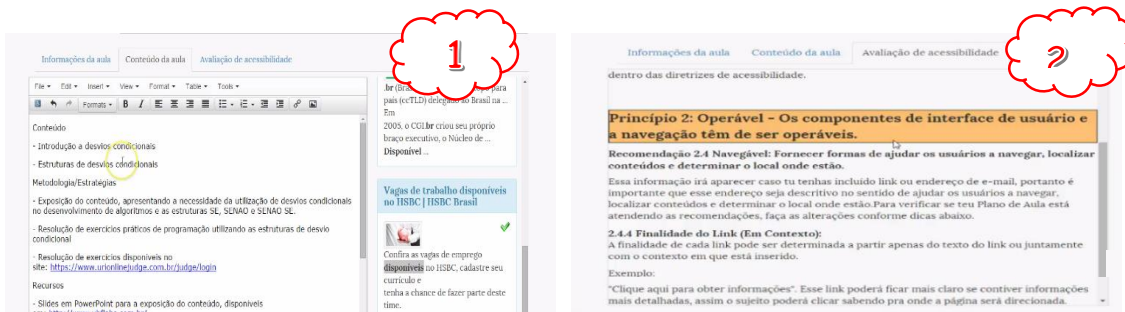 1
Informações da aula Conteúdo da aula Avaliação de acessibilidade
File Edit Insert View Format Table Tools
Formats B I
Conteúdo
- Introdução a desvios condicionais
- Estruturas de desvios condicionais
Metodologia/Estratégias
- Exposição do conteúdo, apresentando a necessidade da utilização de desvios condicionais
no desenvolvimento de algoritmos e as estruturas SE, SENAO e SENAO SE.
- Resolução de exercícios práticos de programação utilizando as estruturas de desvio
condicional
- Resolução de exercícios disponíveis no
site: https://www.urionlinejudge.com.br/judge/login
Recursos
- Slides em PowerPoint para a exposição do conteúdo, disponíveis
.br para
país (ccTLD) delegado ao Brasil na ...
Em
2005, o CGI.br criou seu próprio
braço executivo, o Núcleo de ...
Disponível ...
Vagas de trabalho disponíveis
no HSBC | HSBC Brasil
Confira as vagas de emprego
disponíveis no HSBC, cadastre seu
currículo e
tenha a chance de fazer parte deste
time.
2
Informações da aula Conteúdo da aula Avaliação de acessibilidade
dentro das diretrizes de acessibilidade.
Princípio 2: Operável - Os componentes de interface de usuário e
a navegação têm de ser operáveis.
Recomendação 2.4 Navegável: Fornecer formas de ajudar os usuários a navegar, localizar
conteúdos e determinar o local onde estão.
Essa informação irá aparecer caso tu tenhas incluído link ou endereço de e-mail, portanto é
importante que esse endereço seja descritivo no sentido de ajudar os usuários a navegar,
localizar conteúdos e determinar o local onde estão.Para verificar se teu Plano de Aula está
atendendo as recomendações, faça as alterações conforme dicas abaixo.
2.4.4 Finalidade do Link (Em Contexto):
A finalidade de cada link pode ser determinada a partir apenas do texto do link ou juntamente
com o contexto em que está inserido.
Exemplo:
"Clique aqui para obter informações". Esse link poderá ficar mais claro se contiver informações
mais detalhadas, assim o sujeito poderá clicar sabendo pra onde a página será direcionada.